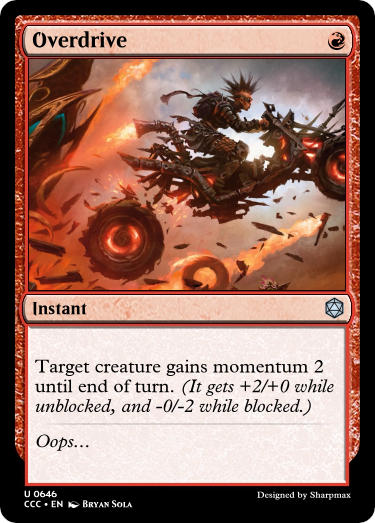 Overdrive
Instant
Target creature gains momentum 2
until end of turn. (It gets +2/+0 while
unblocked, and -0/-2 while blocked.)
Oops...
U 0646
CCC • EN Bryan Sola
Designed by Sharpmax